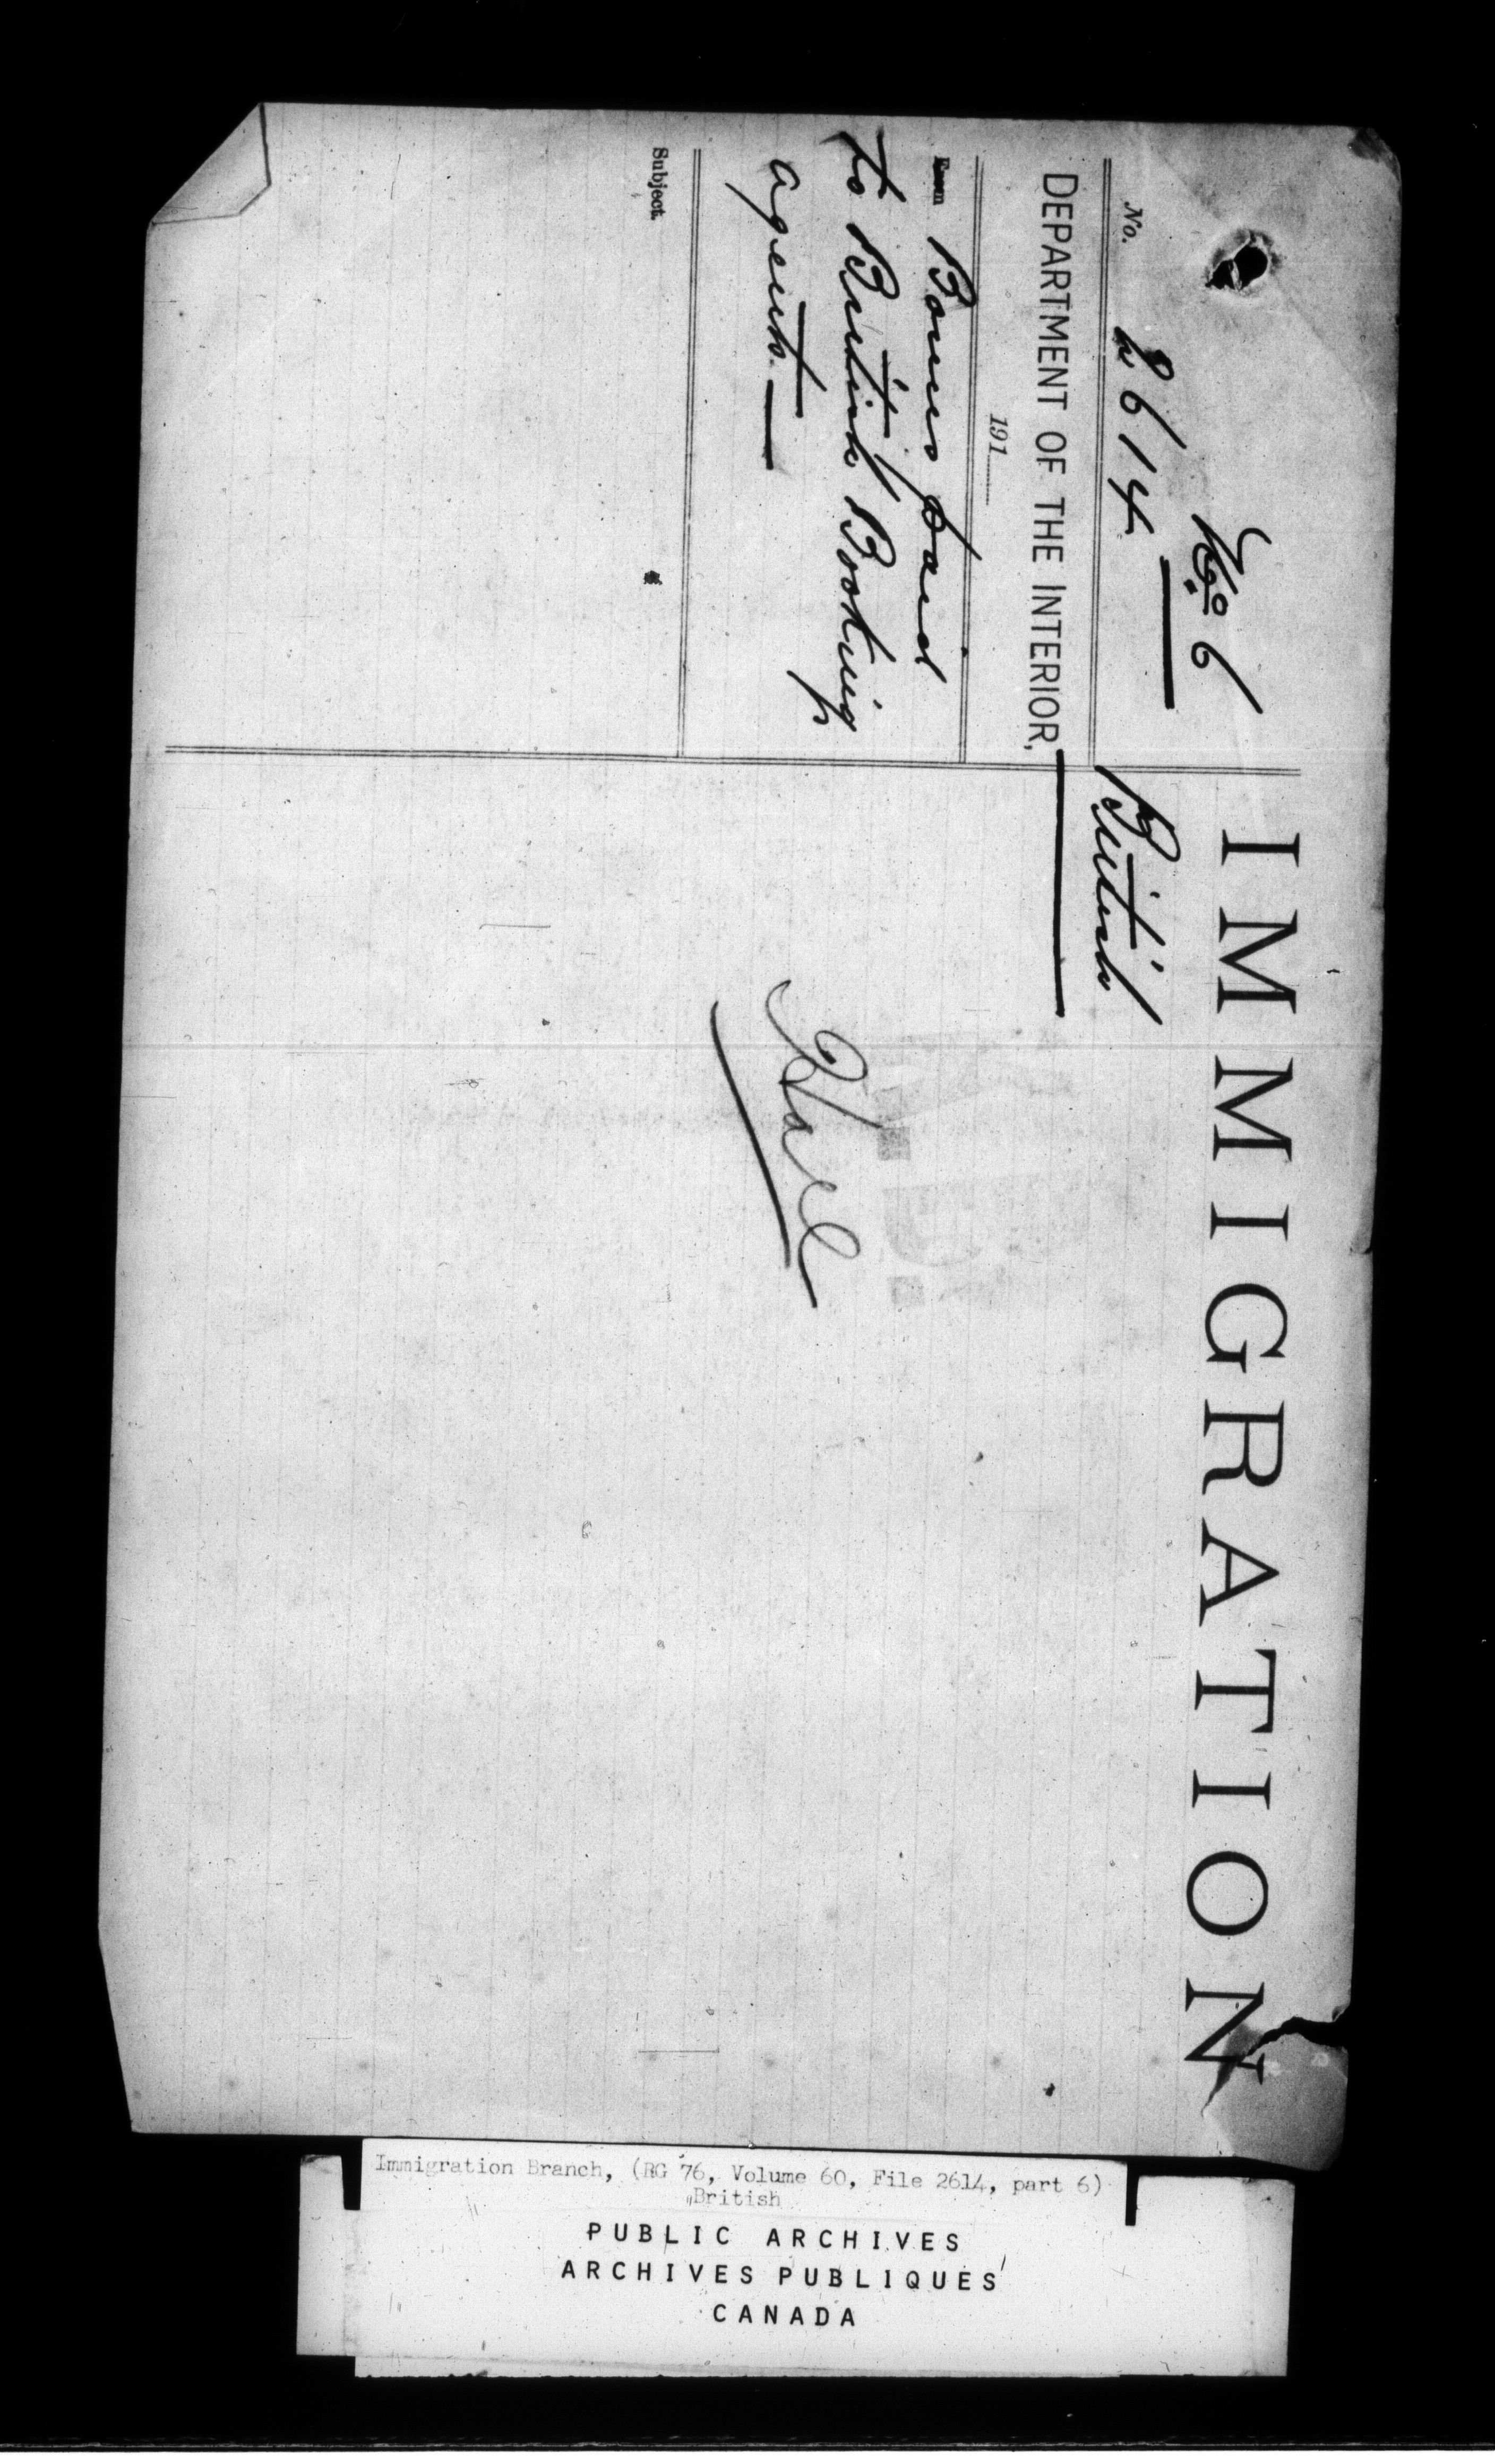 IMMIGRATION
No. 6
No. 2614
British
DEPARTMENT OF THE INTERIOR,
191
From Bonus paid
to British Booking
agents
Subject.
Immigration Branch, (RG 76, Volume 60, File 2614, part 6)
British
PUBLIC ARCHIVES
ARCHIVES PUBLIQUES
CANADA